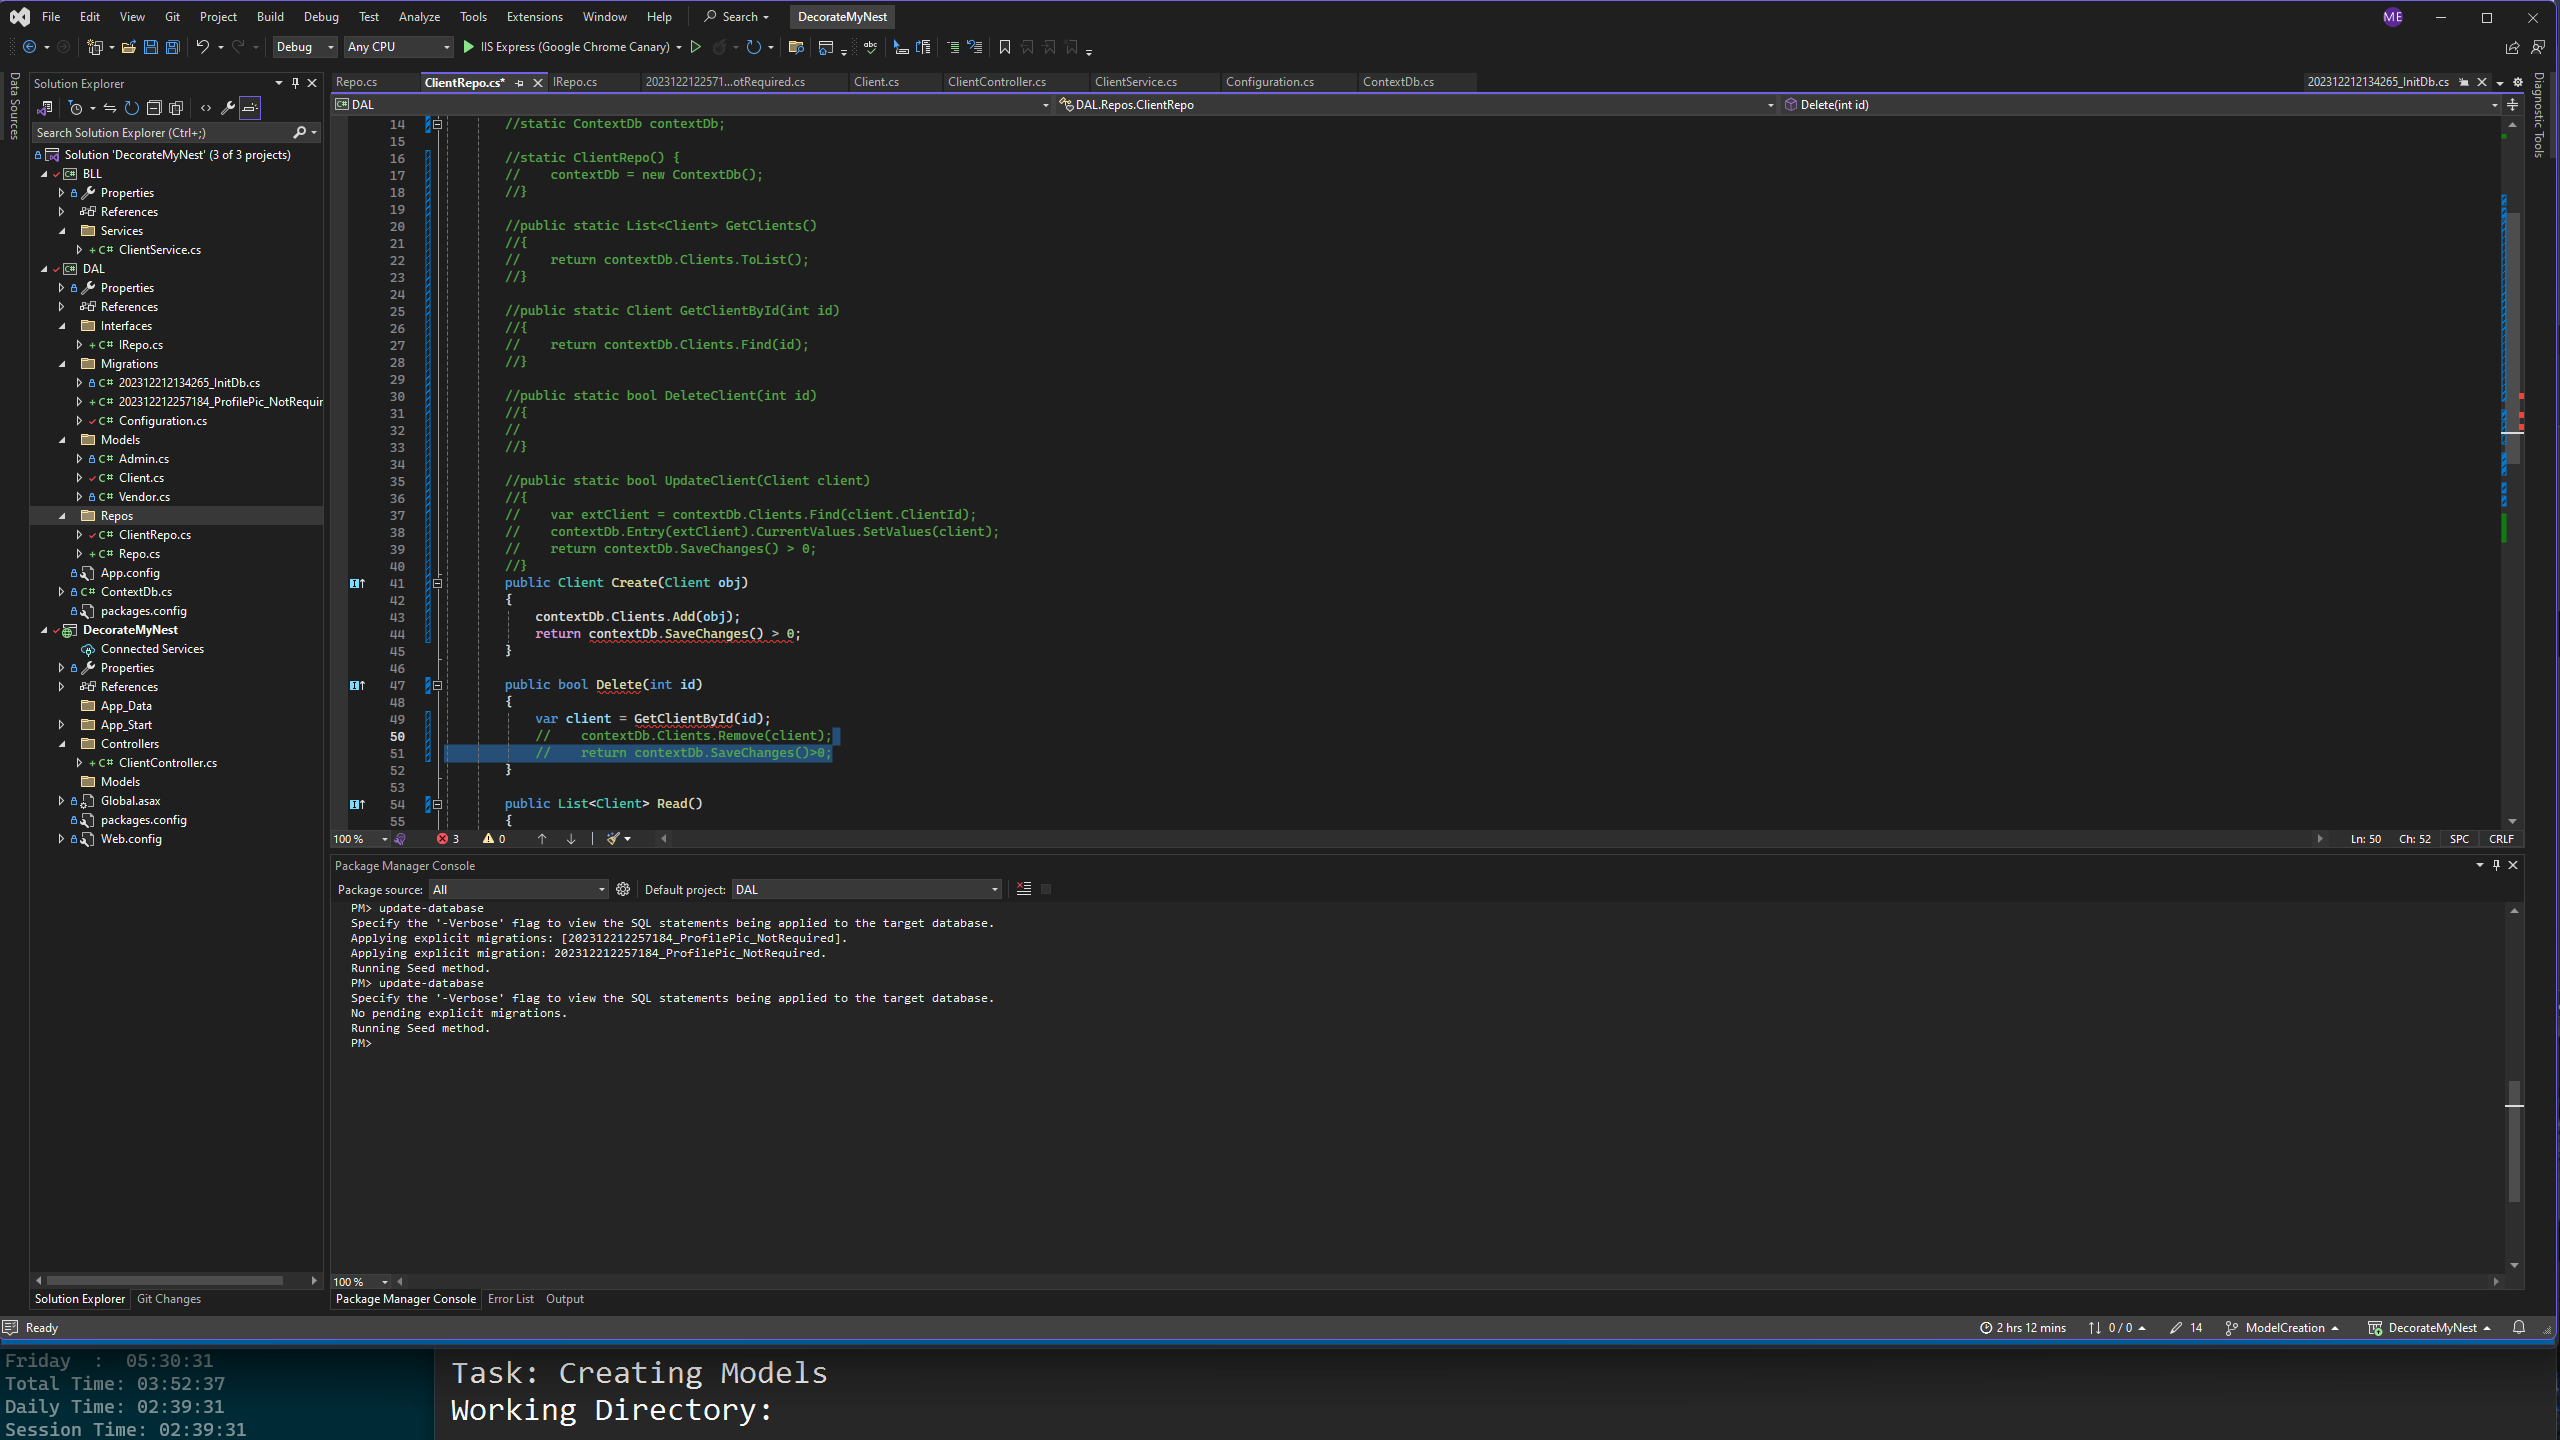 File Edit View Git Project Build Debug Test Analyze Tools Extensions Window Help Search DecorateMyNest ME
Debug Any CPU IIS Express (Google Chrome Canary)
Data Sources
Solution Explorer
Search Solution Explorer (Ctrl+;)
Solution 'DecorateMyNest' (3 of 3 projects)
BLL
Properties
References
Services
C# ClientService.cs
DAL
Properties
References
Interfaces
C# IRepo.cs
Migrations
C# 202312212134265_InitDb.cs
C# 202312212257184_ProfilePic_NotRequir
C# Configuration.cs
Models
C# Admin.cs
C# Client.cs
C# Vendor.cs
Repos
C# ClientRepo.cs
C# Repo.cs
App.config
C# ContextDb.cs
packages.config
DecorateMyNest
Connected Services
Properties
References
App_Data
App_Start
Controllers
C# ClientController.cs
Models
Global.asax
packages.config
Web.config
Solution Explorer Git Changes
Repo.cs ClientRepo.cs* IRepo.cs 2023122122571...otRequired.cs Client.cs ClientController.cs ClientService.cs Configuration.cs ContextDb.cs 202312212134265_InitDb.cs
DAL DAL.Repos.ClientRepo Delete(int id)
Diagnostic Tools
14 //static ContextDb contextDb;
15
16 //static ClientRepo() {
17 //    contextDb = new ContextDb();
18 //}
19
20 //public static List<Client> GetClients()
21 //{
22 //    return contextDb.Clients.ToList();
23 //}
24
25 //public static Client GetClientById(int id)
26 //{
27 //    return contextDb.Clients.Find(id);
28 //}
29
30 //public static bool DeleteClient(int id)
31 //{
32 //
33 //}
34
35 //public static bool UpdateClient(Client client)
36 //{
37 //    var extClient = contextDb.Clients.Find(client.ClientId);
38 //    contextDb.Entry(extClient).CurrentValues.SetValues(client);
39 //    return contextDb.SaveChanges() > 0;
40 //}
41 public Client Create(Client obj)
42 {
43 contextDb.Clients.Add(obj);
44 return contextDb.SaveChanges() > 0;
45 }
46
47 public bool Delete(int id)
48 {
49 var client = GetClientById(id);
50 //    contextDb.Clients.Remove(client);
51 //    return contextDb.SaveChanges()>0;
52 }
53
54 public List<Client> Read()
55 {
100 % 3 0 Ln: 50 Ch: 52 SPC CRLF
Package Manager Console
Package source: All Default project: DAL
PM> update-database
Specify the '-Verbose' flag to view the SQL statements being applied to the target database.
Applying explicit migrations: [202312212257184_ProfilePic_NotRequired].
Applying explicit migration: 202312212257184_ProfilePic_NotRequired.
Running Seed method.
PM> update-database
Specify the '-Verbose' flag to view the SQL statements being applied to the target database.
No pending explicit migrations.
Running Seed method.
PM>
100 %
Package Manager Console Error List Output
Ready 2 hrs 12 mins 0 / 0 14 ModelCreation DecorateMyNest
Friday  :  05:30:31
Total Time: 03:52:37
Daily Time: 02:39:31
Session Time: 02:39:31
Task: Creating Models
Working Directory: